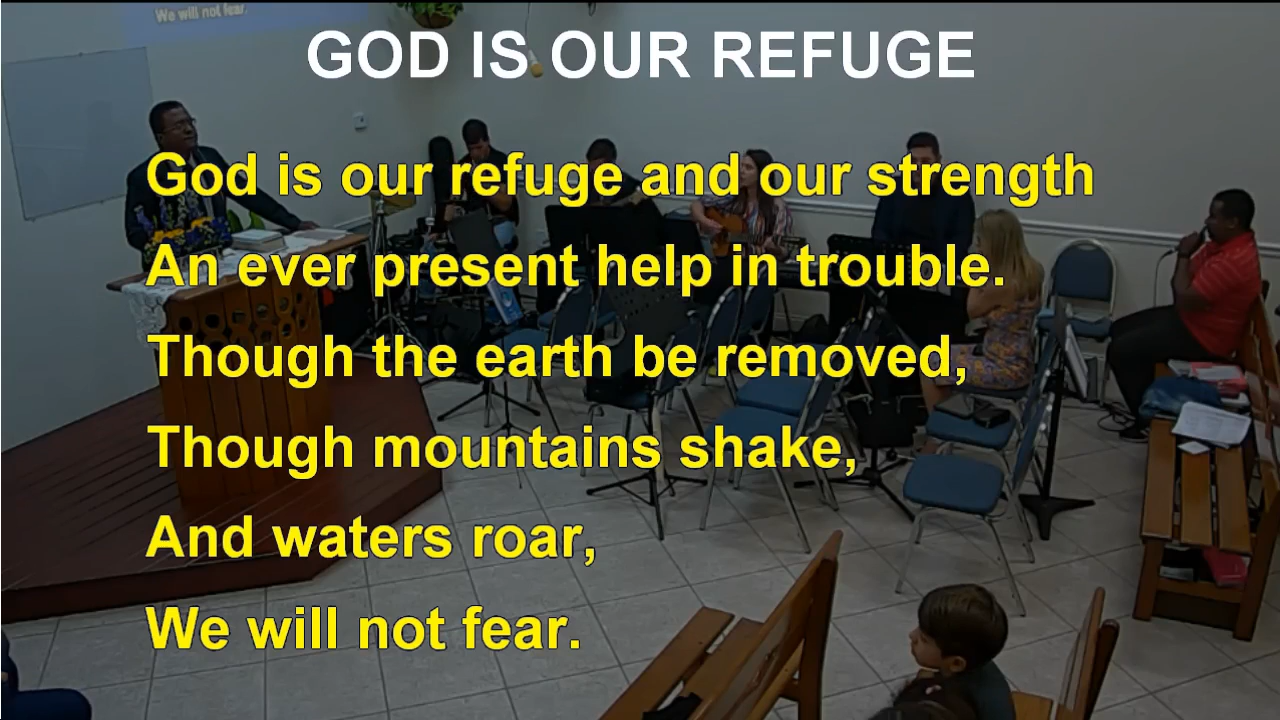 We will not fear.
GOD IS OUR REFUGE
God is our refuge and our strength
An ever present help in trouble.
Though the earth be removed,
Though mountains shake,
And waters roar,
We will not fear.